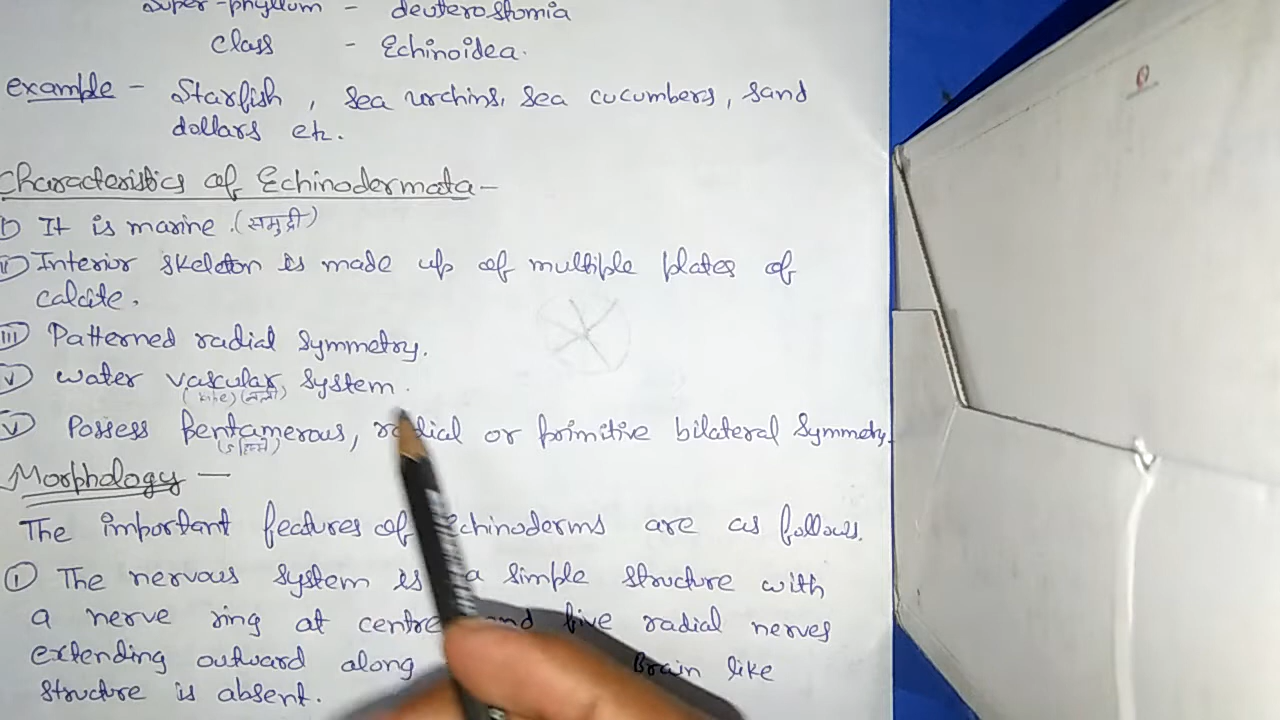 Super-phyllum - deuterostomia
Class - Echinoidea.
example - Starfish, sea urchins, sea cucumbers, sand
dollars etc.
Characteristics of Echinodermata -
I) It is marine. (समुद्री)
II) Interior skeleton is made up of multiple plates of
calcite.
III) Patterned radial symmetry.
V) Water vascular system.
V) Possess pentamerous, radial or primitive bilateral symmetry
Morphology -
The important features of echinoderms are as follows.
① The nervous system is a simple structure with
a nerve ring at centre and five radial nerves
extending outward along Brain like
structure is absent.